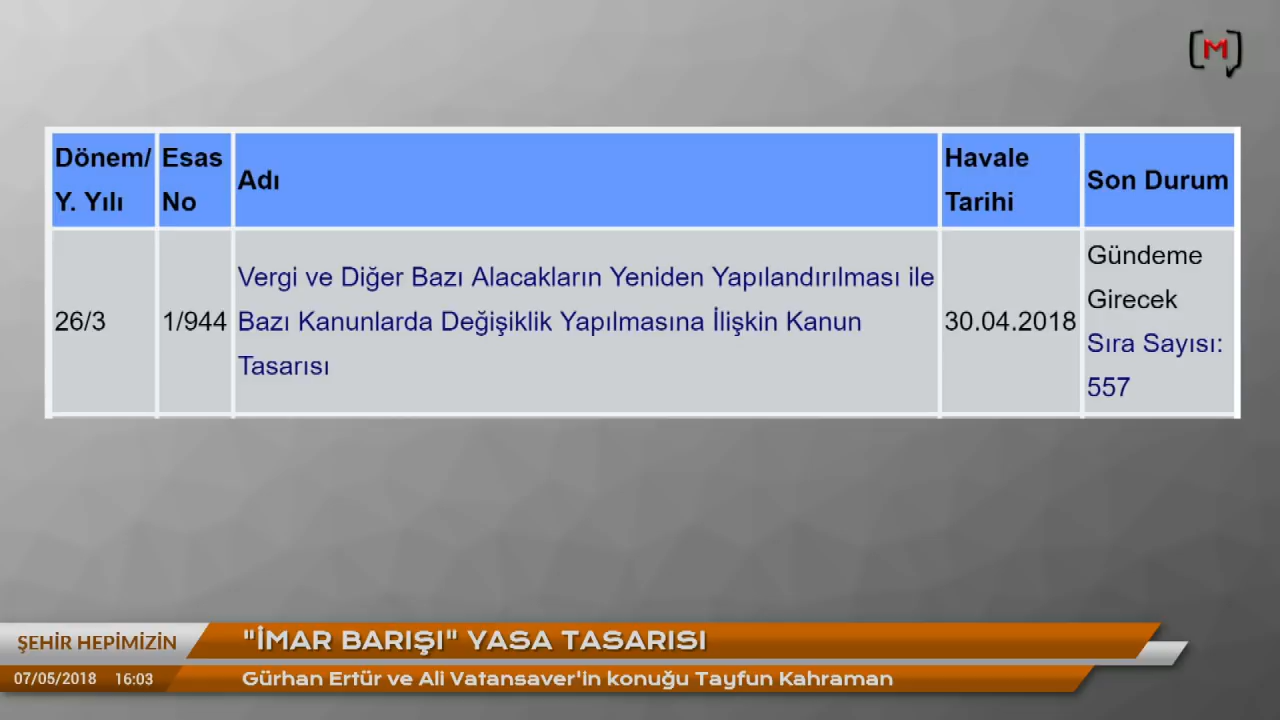 [M]
Dönem/
Y. Yılı
Esas
No
Adı
Havale
Tarihi
Son Durum
26/3
1/944
Vergi ve Diğer Bazı Alacakların Yeniden Yapılandırılması ile
Bazı Kanunlarda Değişiklik Yapılmasına İlişkin Kanun
Tasarısı
30.04.2018
Gündeme
Girecek
Sıra Sayısı:
557
ŞEHİR HEPİMİZİN
"İMAR BARIŞI" YASA TASARISI
07/05/2018 16:03
Gürhan Ertür ve Ali Vatansaver'in konuğu Tayfun Kahraman